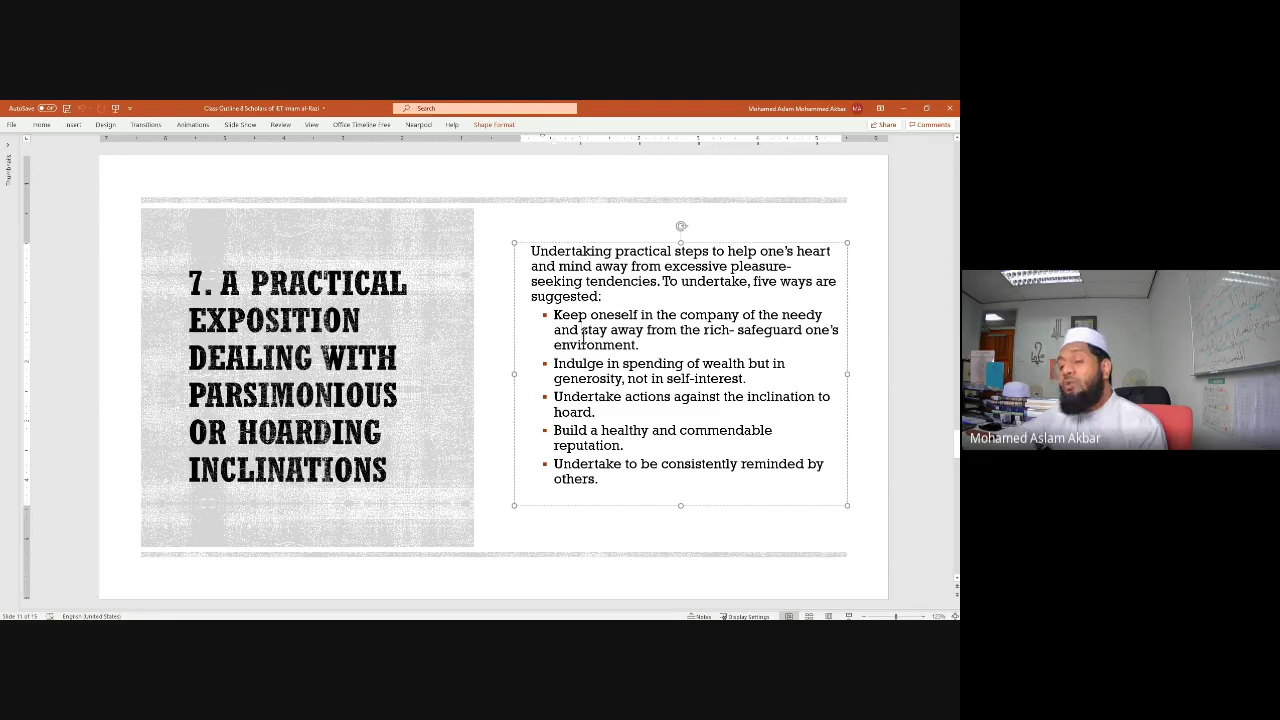 AutoSave Off
Class Outline 8 Scholars of IET Imam al-Razi
Search
Mohamed Aslam Mohammed Akbar
MA
File Home Insert Design Transitions Animations Slide Show Review View Office Timeline Free Nearpod Help Shape Format
Share Comments
Thumbnails
7. A PRACTICAL
EXPOSITION
DEALING WITH
PARSIMONIOUS
OR HOARDING
INCLINATIONS
Undertaking practical steps to help one's heart
and mind away from excessive pleasure-
seeking tendencies. To undertake, five ways are
suggested:
Keep oneself in the company of the needy
and stay away from the rich- safeguard one's
environment.
Indulge in spending of wealth but in
generosity, not in self-interest.
Undertake actions against the inclination to
hoard.
Build a healthy and commendable
reputation.
Undertake to be consistently reminded by
others.
Mohamed Aslam Akbar
Slide 11 of 15 English (United States) Notes Display Settings 123%